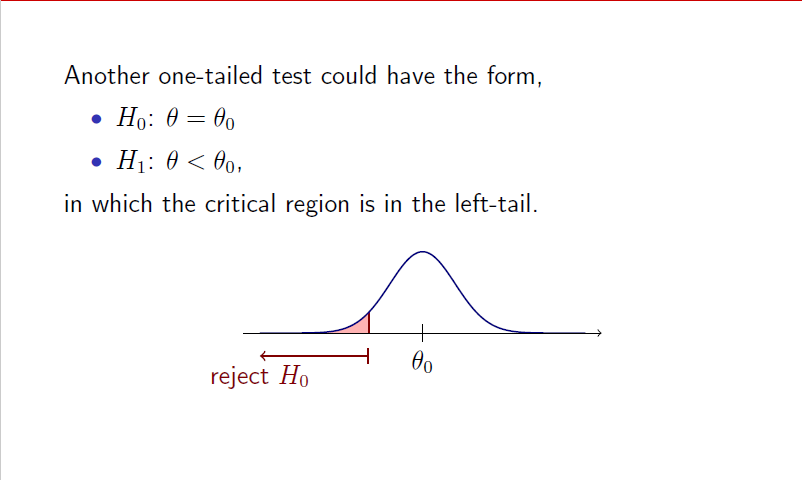 Another one-tailed test could have the form,
• H₀: θ = θ₀
• H₁: θ < θ₀,
in which the critical region is in the left-tail.
θ₀
reject H₀